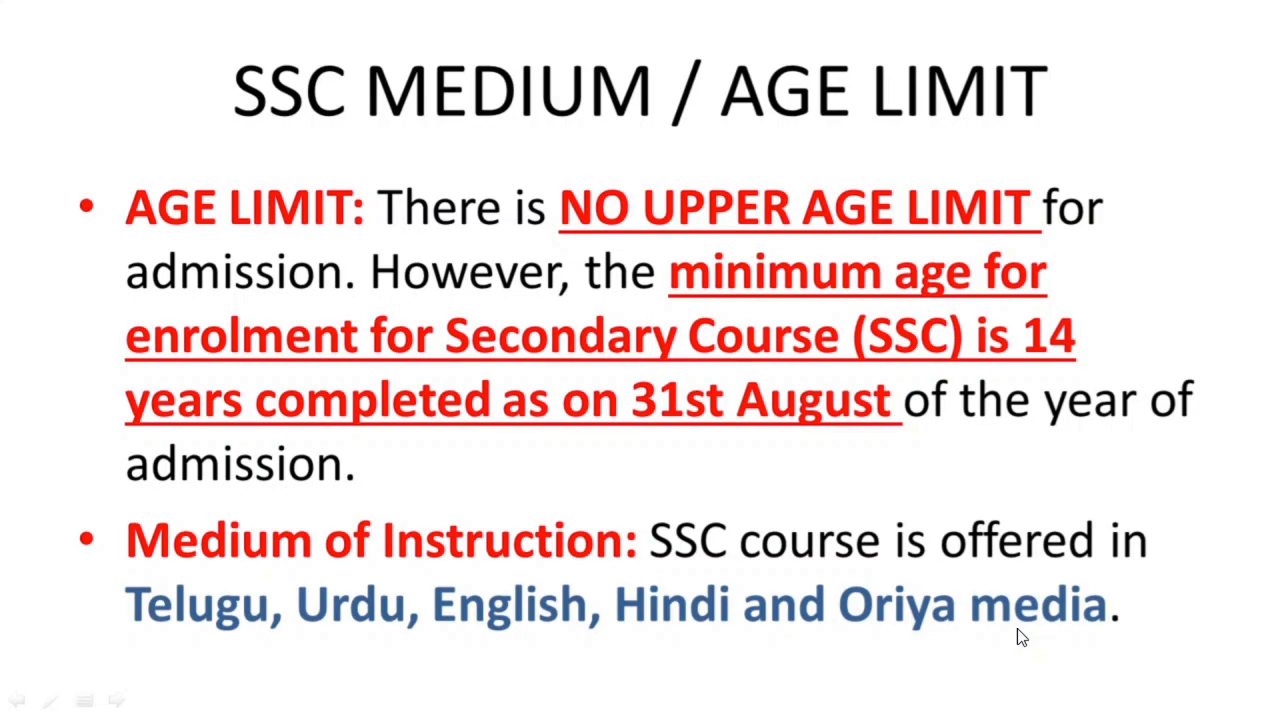 SSC MEDIUM / AGE LIMIT
• AGE LIMIT: There is NO UPPER AGE LIMIT for
admission. However, the minimum age for
enrolment for Secondary Course (SSC) is 14
years completed as on 31st August of the year of
admission.
• Medium of Instruction: SSC course is offered in
Telugu, Urdu, English, Hindi and Oriya media.